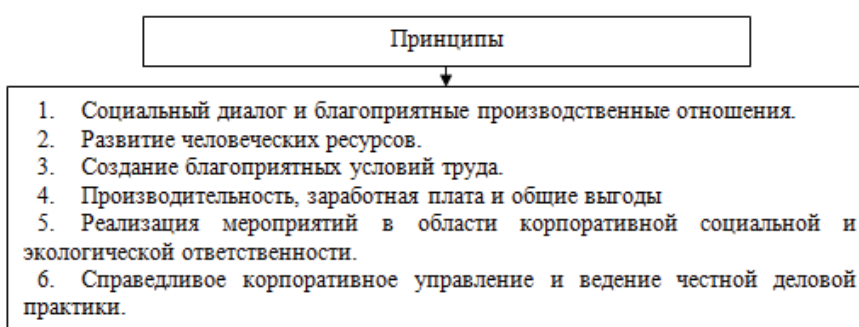 Принципы
1. Социальный диалог и благоприятные производственные отношения.
2. Развитие человеческих ресурсов.
3. Создание благоприятных условий труда.
4. Производительность, заработная плата и общие выгоды
5. Реализация мероприятий в области корпоративной социальной и
экологической ответственности.
6. Справедливое корпоративное управление и ведение честной деловой
практики.